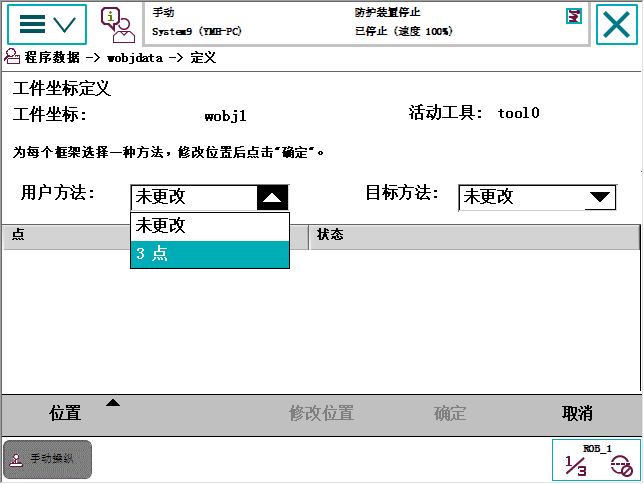 手动
防护装置停止
System9 (YMH-PC)
已停止 (速度 100%)
程序数据 -> wobjdata -> 定义
工件坐标定义
工件坐标: wobj1 活动工具: tool0
为每个框架选择一种方法，修改位置后点击"确定"。
用户方法: 未更改 目标方法: 未更改
未更改
3 点
点 状态
位置 修改位置 确定 取消
手动操纵
ROB_1
1/3